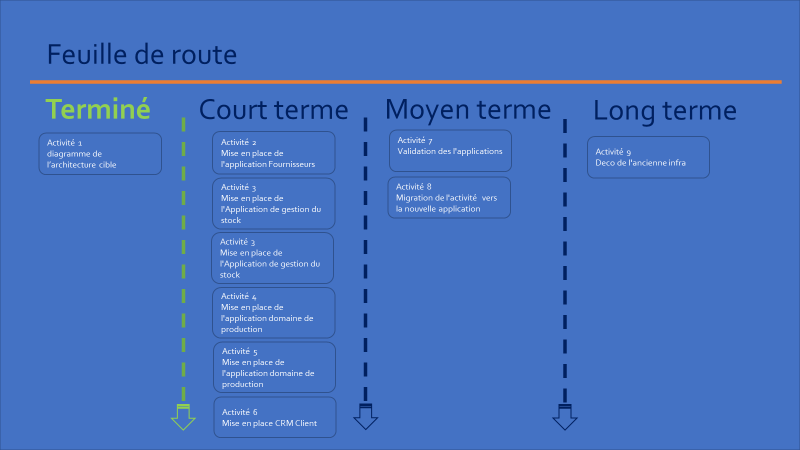 Feuille de route
Terminé
Activité 1
diagramme de
l'architecture cible
Court terme
Activité 2
Mise en place de
l'application Fournisseurs
Activité 3
Mise en place de
l'Application de gestion du
stock
Activité 3
Mise en place de
l'Application de gestion du
stock
Activité 4
Mise en place de
l'application domaine de
production
Activité 5
Mise en place de
l'application domaine de
production
Activité 6
Mise en place CRM Client
Moyen terme
Activité 7
Validation des l'applications
Activité 8
Migration de l'activité vers
la nouvelle application
Long terme
Activité 9
Deco de l'ancienne infra